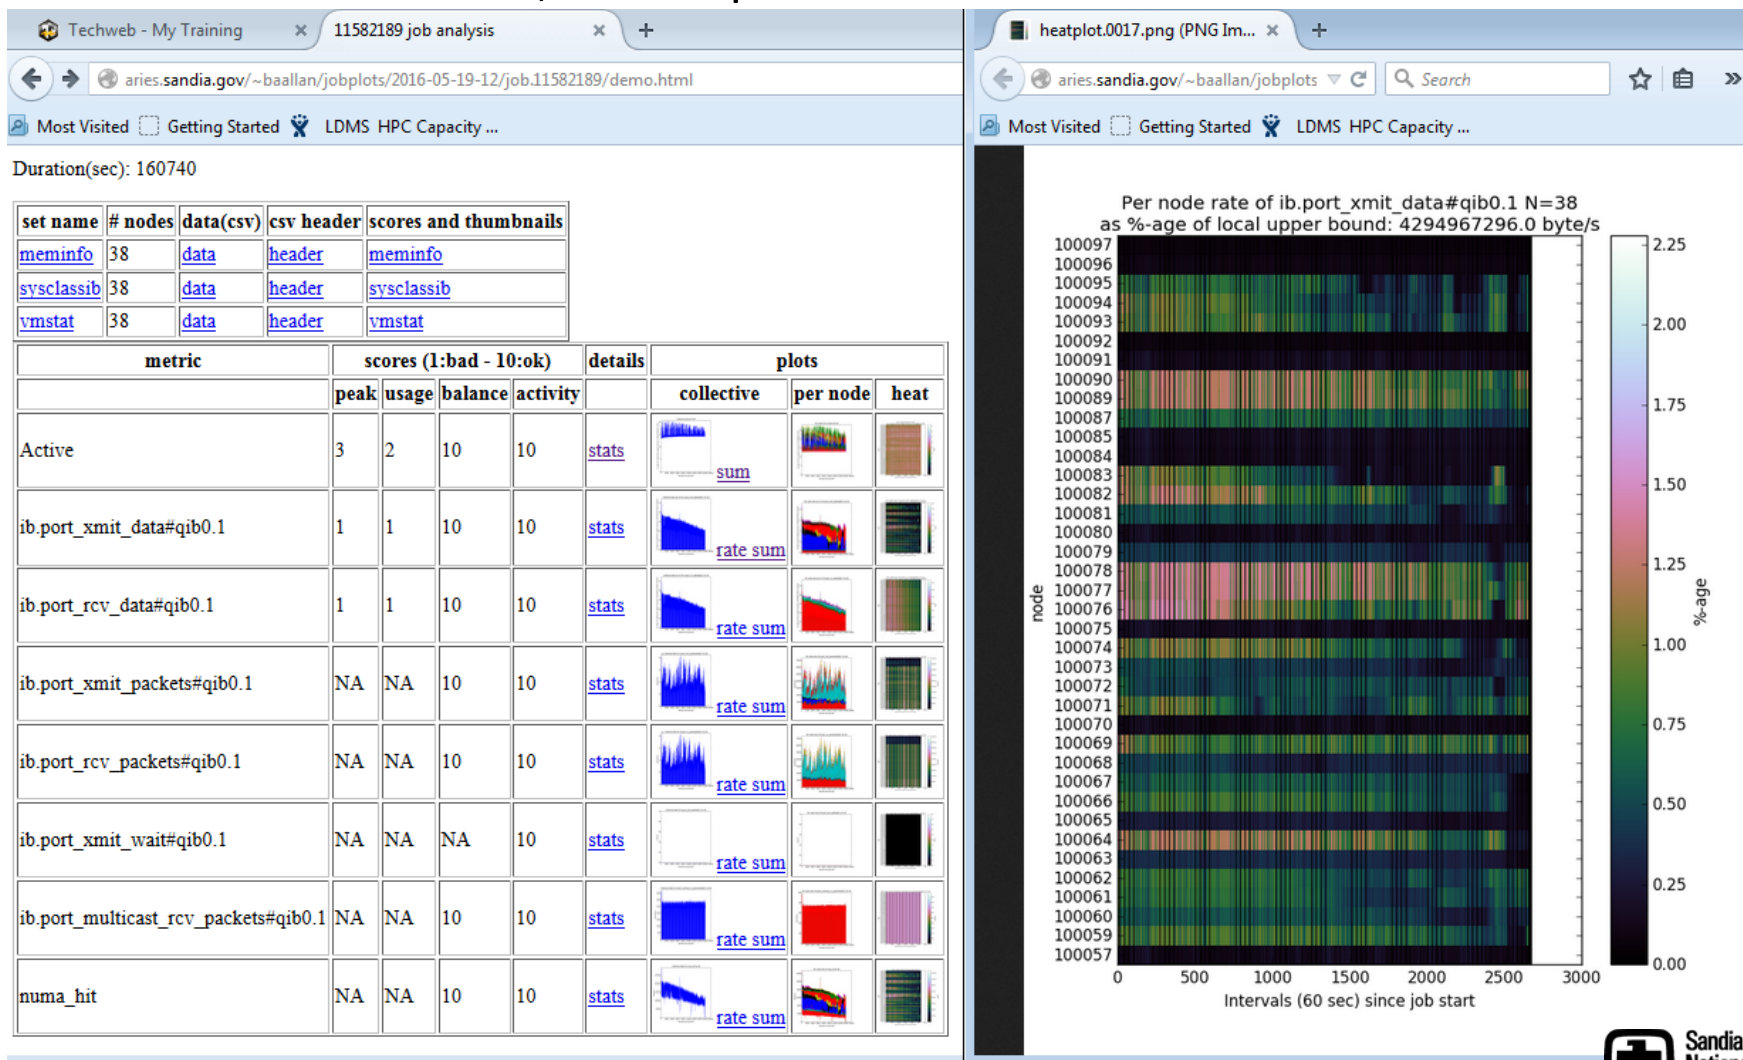 Techweb - My Training
11582189 job analysis
aries.sandia.gov/~baallan/jobplots/2016-05-19-12/job.11582189/demo.html
Most Visited Getting Started LDMS HPC Capacity ...
Duration(sec): 160740
set name # nodes data(csv) csv header scores and thumbnails
meminfo 38 data header meminfo
sysclassib 38 data header sysclassib
vmstat 38 data header vmstat
metric scores (1:bad - 10:ok) details plots
peak usage balance activity collective per node heat
Active 3 2 10 10 stats sum
ib.port_xmit_data#qib0.1 1 1 10 10 stats rate sum
ib.port_rcv_data#qib0.1 1 1 10 10 stats rate sum
ib.port_xmit_packets#qib0.1 NA NA 10 10 stats rate sum
ib.port_rcv_packets#qib0.1 NA NA 10 10 stats rate sum
ib.port_xmit_wait#qib0.1 NA NA NA 10 stats rate sum
ib.port_multicast_rcv_packets#qib0.1 NA NA 10 10 stats rate sum
numa_hit NA NA 10 10 stats rate sum
heatplot.0017.png (PNG Im...
aries.sandia.gov/~baallan/jobplots Search
Most Visited Getting Started LDMS HPC Capacity ...
Per node rate of ib.port_xmit_data#qib0.1 N=38
as %-age of local upper bound: 4294967296.0 byte/s
node
100097
100096
100095
100094
100093
100092
100091
100090
100089
100087
100085
100084
100083
100082
100081
100080
100079
100078
100077
100076
100075
100074
100073
100072
100071
100070
100069
100068
100067
100066
100065
100064
100063
100062
100061
100060
100059
100057
0 500 1000 1500 2000 2500 3000
Intervals (60 sec) since job start
2.25
2.00
1.75
1.50
1.25
1.00
0.75
0.50
0.25
0.00
%-age
Sandia